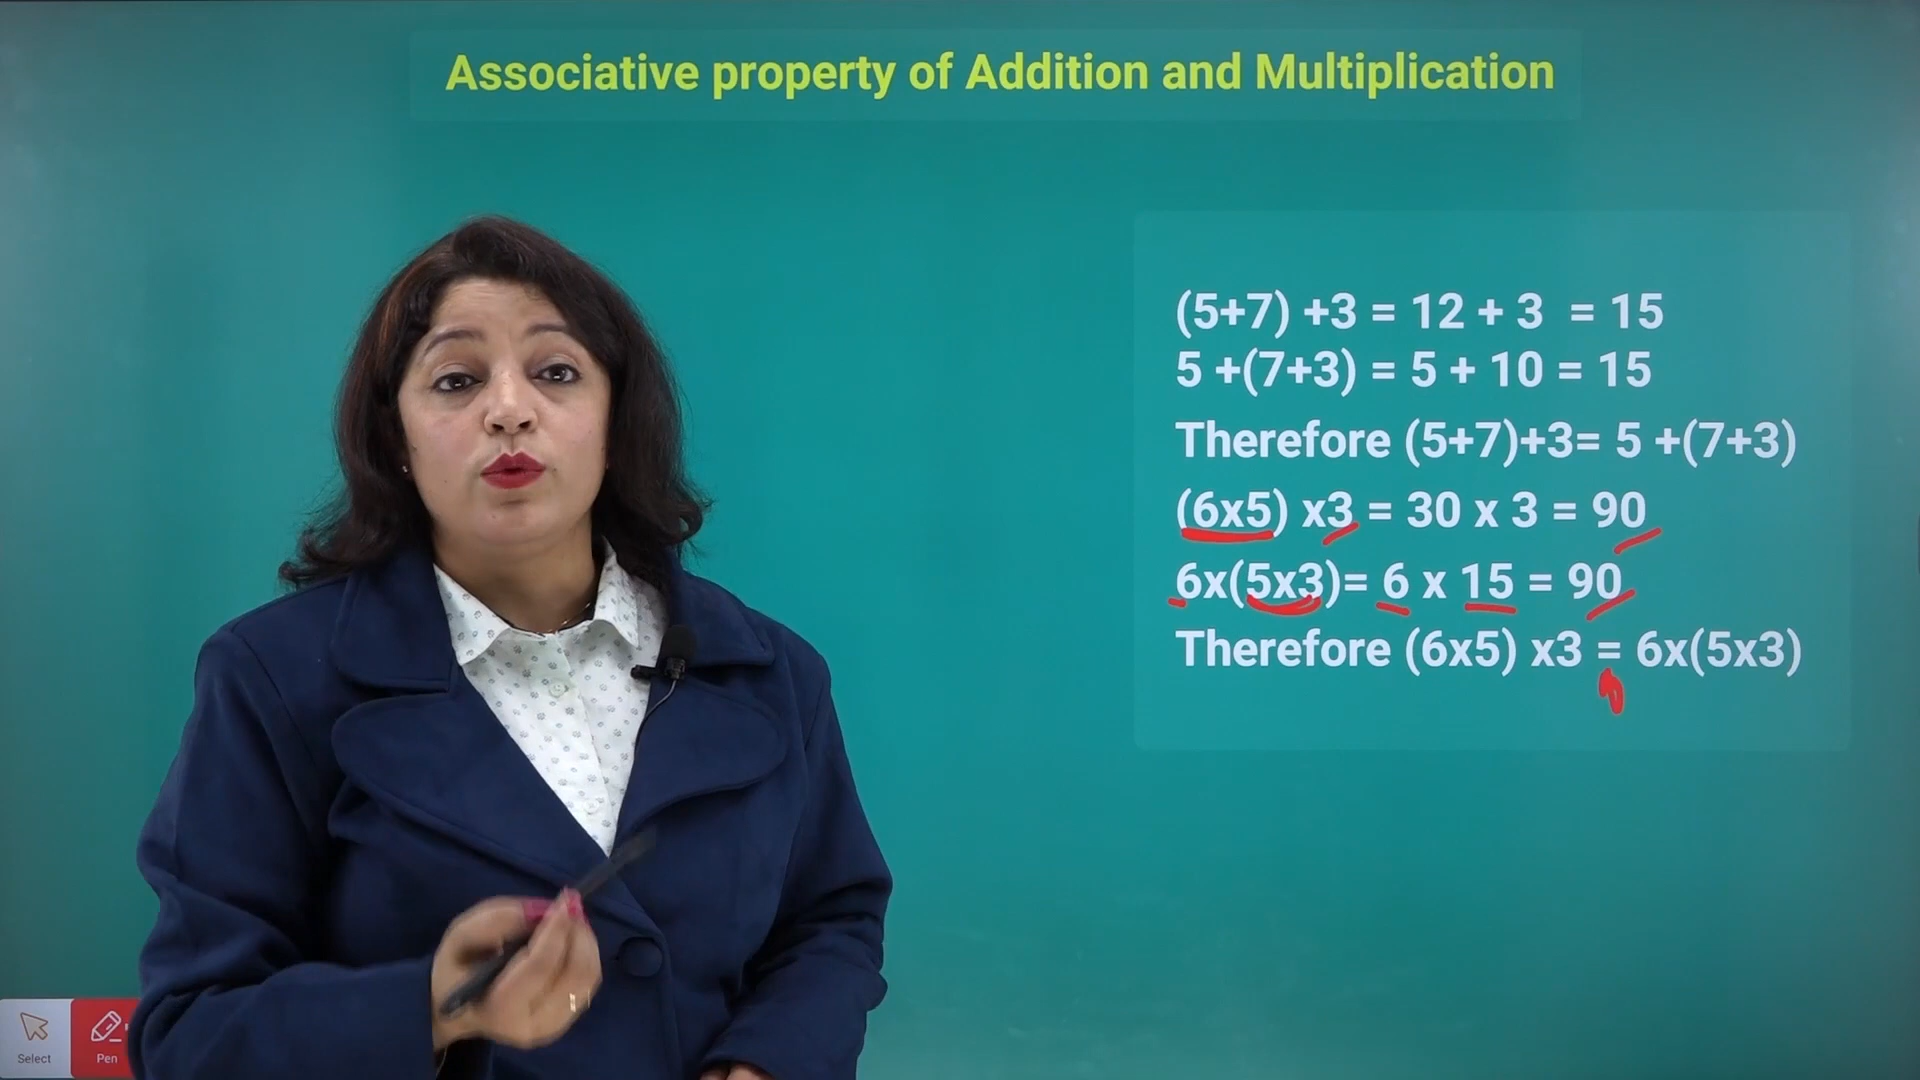 Associative property of Addition and Multiplication
(5+7) +3 = 12 + 3 = 15
5 +(7+3) = 5 + 10 = 15
Therefore (5+7)+3= 5 +(7+3)
(6x5) x3 = 30 x 3 = 90
6x(5x3)= 6 x 15 = 90
Therefore (6x5) x3 = 6x(5x3)
Select
Pen